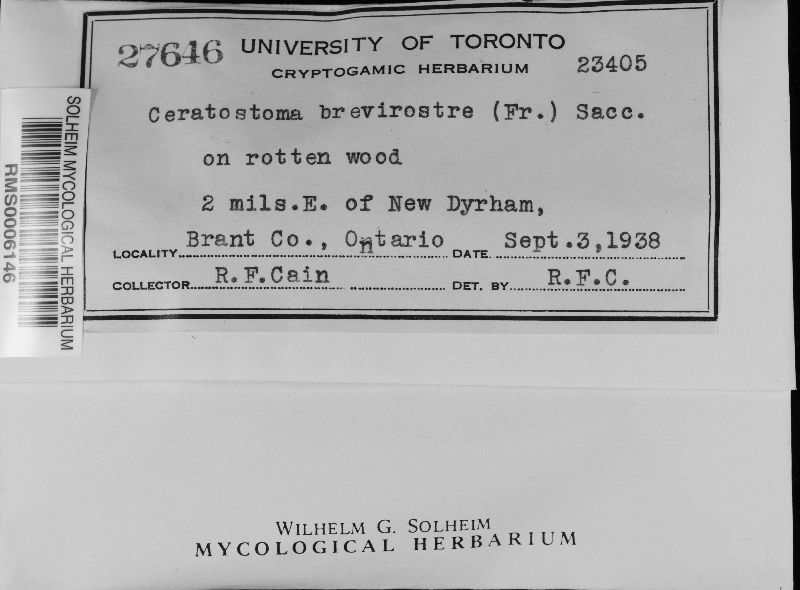 27646 UNIVERSITY OF TORONTO
CRYPTOGAMIC HERBARIUM 23405
Ceratostoma brevirostre (Fr.) Sacc.
on rotten wood
2 mils.E. of New Dyrham,
LOCALITY Brant Co., Ontario DATE Sept.3,1938
COLLECTOR R.F.Cain DET. BY R.F.C.
SOLHEIM MYCOLOGICAL HERBARIUM
RMS0006146
WILHELM G. SOLHEIM
MYCOLOGICAL HERBARIUM